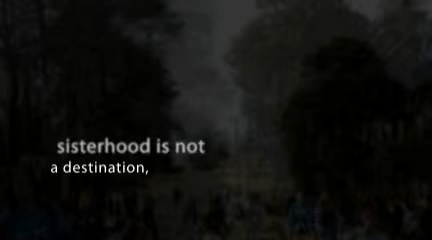 sisterhood is not
a destination,